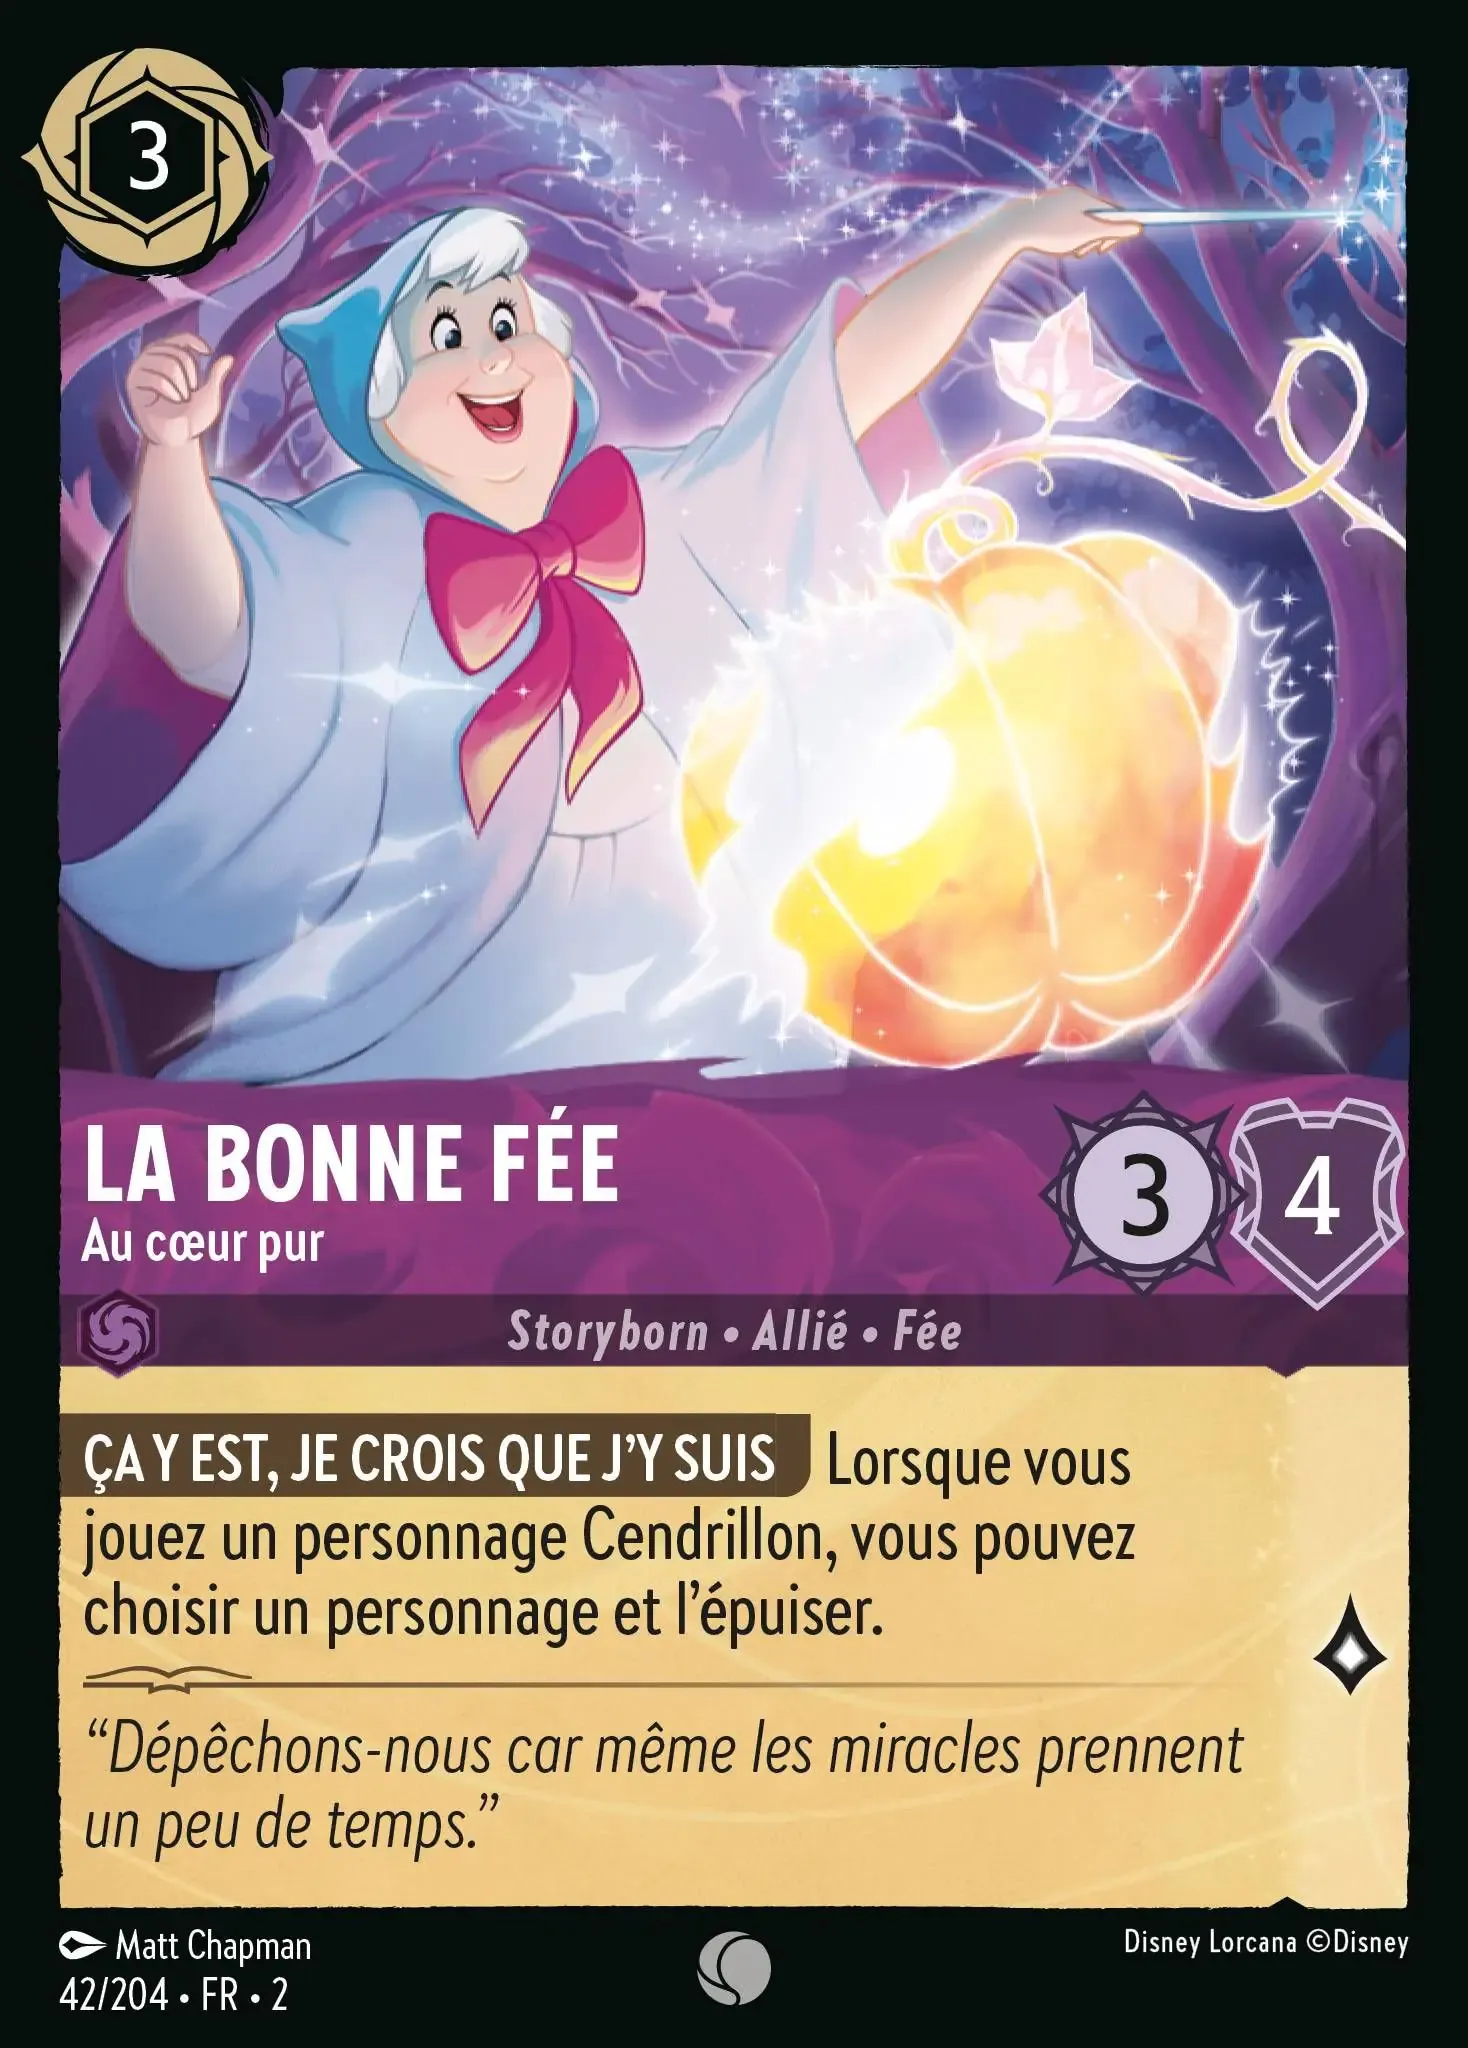 3
LA BONNE FÉE
Au cœur pur
3
4
Storyborn • Allié • Fée
ÇA Y EST, JE CROIS QUE J’Y SUIS Lorsque vous
jouez un personnage Cendrillon, vous pouvez
choisir un personnage et l’épuiser.
“Dépêchons-nous car même les miracles prennent
un peu de temps.”
Matt Chapman
Disney Lorcana ©Disney
42/204 • FR • 2